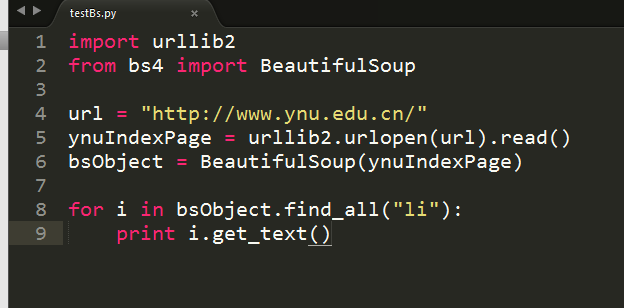 testBs.py ×
1 import urllib2
2 from bs4 import BeautifulSoup
3
4 url = "http://www.ynu.edu.cn/"
5 ynuIndexPage = urllib2.urlopen(url).read()
6 bsObject = BeautifulSoup(ynuIndexPage)
7
8 for i in bsObject.find_all("li"):
9     print i.get_text()